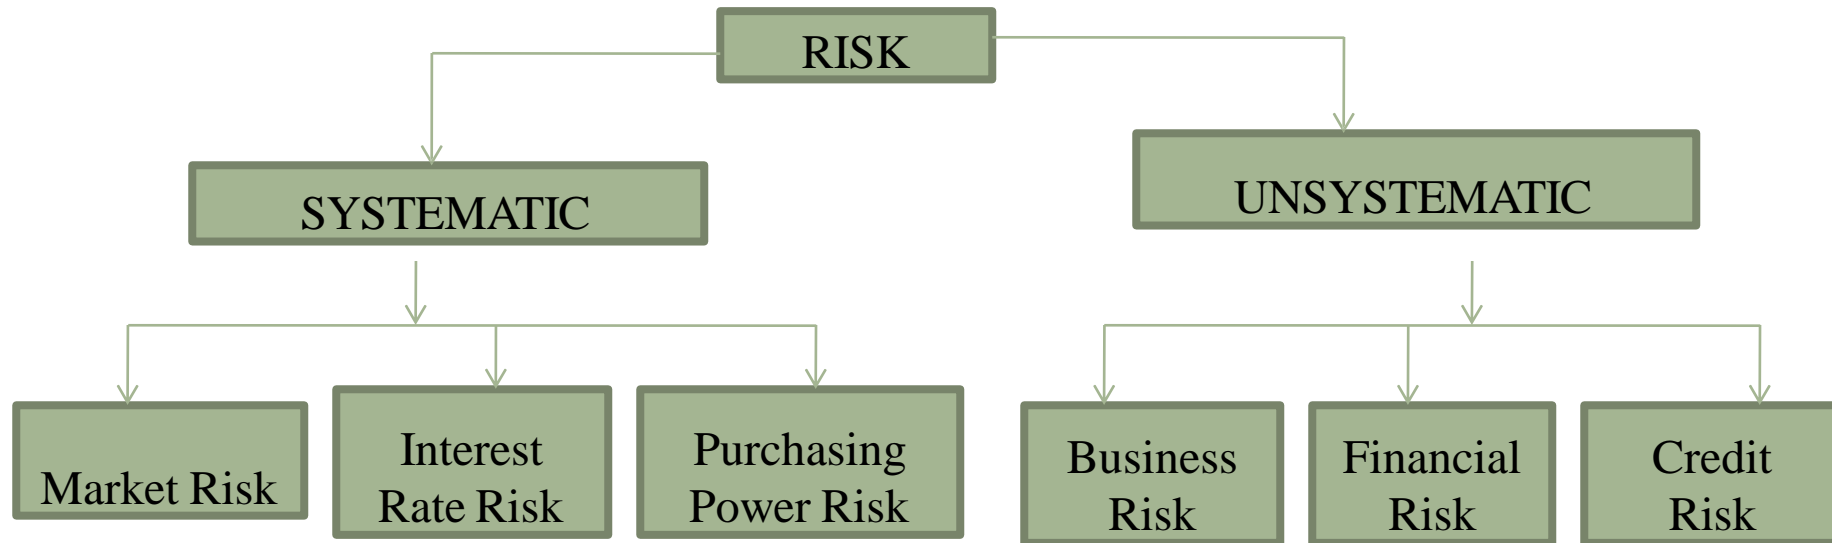 RISK
SYSTEMATIC
UNSYSTEMATIC
Market Risk
Interest
Rate Risk
Purchasing
Power Risk
Business
Risk
Financial
Risk
Credit
Risk